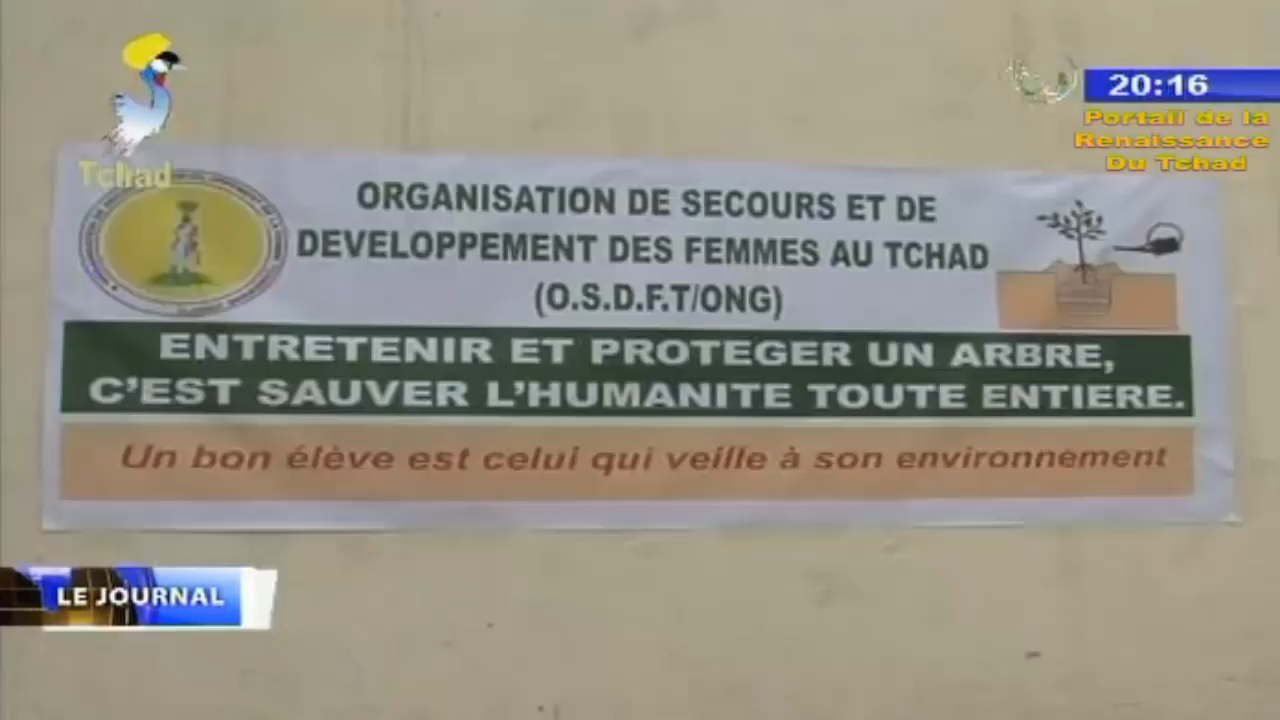 Tchad
20:16
Portail de la
Renaissance
Du Tchad
ORGANISATION DE SECOURS ET DE
DEVELOPPEMENT DES FEMMES AU TCHAD
(O.S.D.F.T/ONG)
ENTRETENIR ET PROTEGER UN ARBRE,
C'EST SAUVER L'HUMANITE TOUTE ENTIERE.
Un bon élève est celui qui veille à son environnement
LE JOURNAL